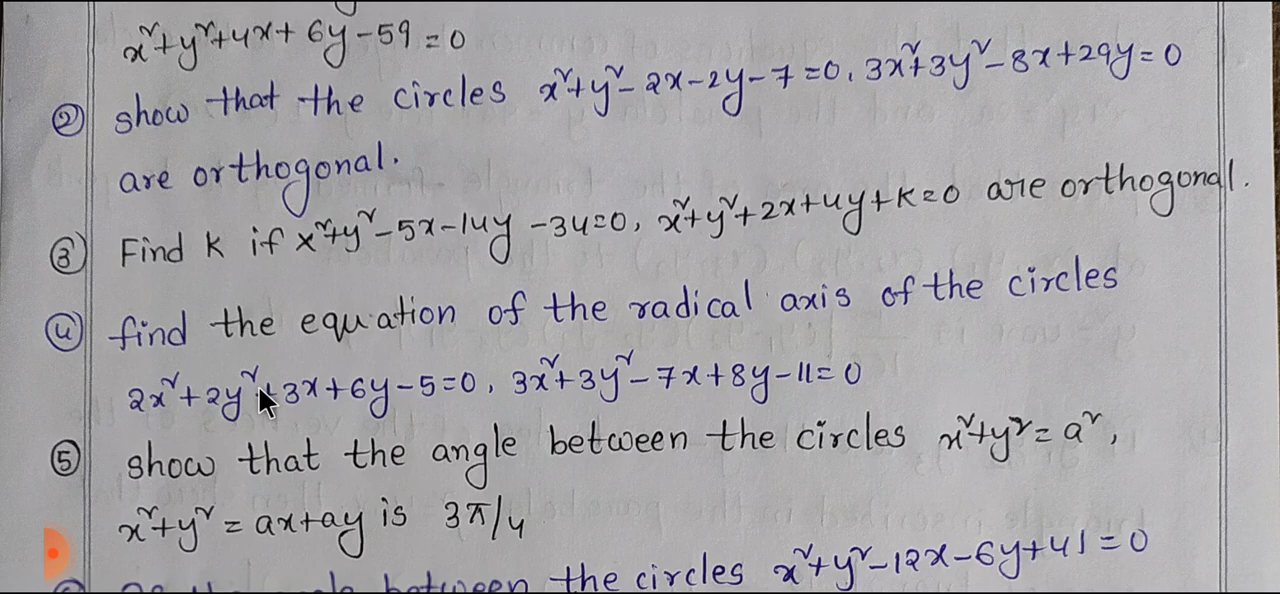 x²+y²+4x+6y-59=0
② show that the circles x²+y²-2x-2y-7=0, 3x²+3y²-8x+29y=0
are orthogonal.
③ Find k if x²+y²-5x-14y-34=0, x²+y²+2x+4y+k=0 are orthogonal.
④ find the equation of the radical axis of the circles
2x²+2y²+3x+6y-5=0, 3x²+3y²-7x+8y-11=0
⑤ show that the angle between the circles x²+y²=a²,
x²+y²=ax+ay is 3π/4
between the circles x²+y²-12x-6y+41=0